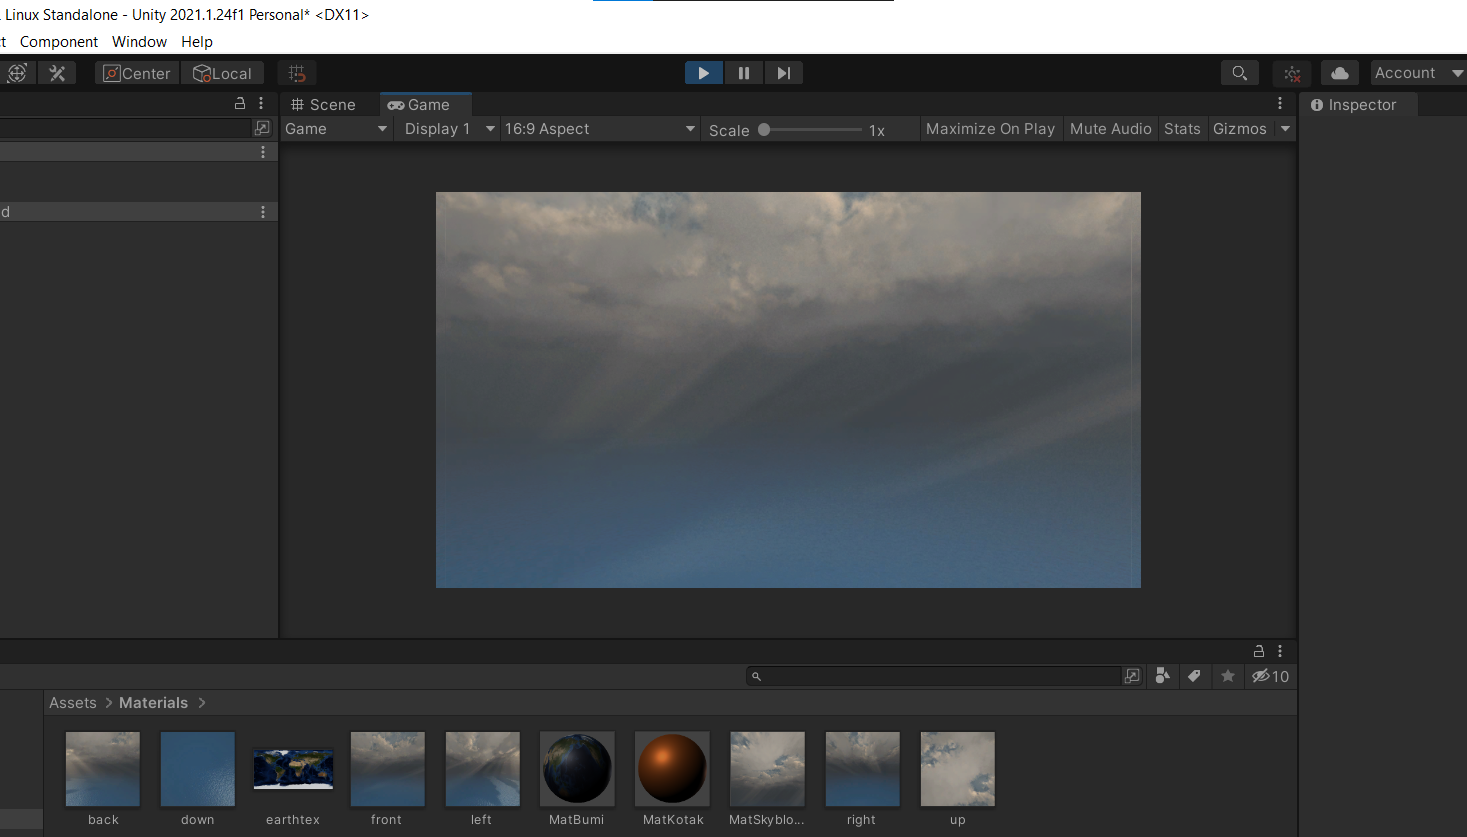 Linux Standalone - Unity 2021.1.24f1 Personal* <DX11>
ct Component Window Help
Center Local Account
Scene Game Inspector
Game Display 1 16:9 Aspect Scale 1x Maximize On Play Mute Audio Stats Gizmos
d
10
Assets > Materials >
back down earthtex front left MatBumi MatKotak MatSkyblo... right up